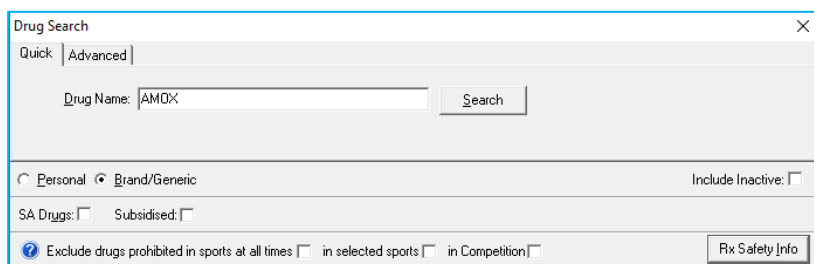 Drug Search
Quick Advanced
Drug Name: AMOX Search
Personal Brand/Generic Include Inactive:
SA Drugs: Subsidised:
? Exclude drugs prohibited in sports at all times in selected sports in Competition Rx Safety Info